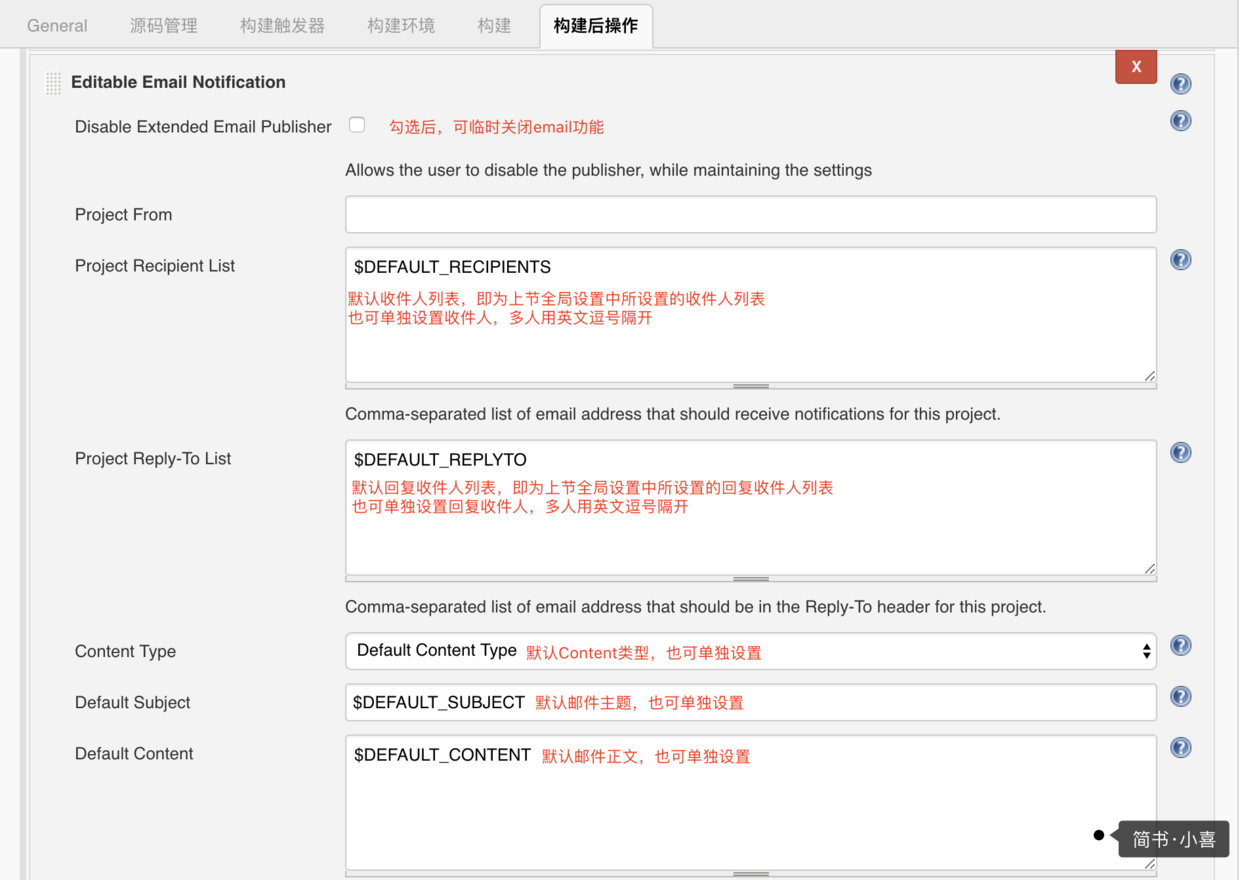 General 源码管理 构建触发器 构建环境 构建 构建后操作
X
Editable Email Notification
Disable Extended Email Publisher 勾选后，可临时关闭email功能
Allows the user to disable the publisher, while maintaining the settings
Project From
Project Recipient List $DEFAULT_RECIPIENTS
默认收件人列表，即为上节全局设置中所设置的收件人列表
也可单独设置收件人，多人用英文逗号隔开
Comma-separated list of email address that should receive notifications for this project.
Project Reply-To List $DEFAULT_REPLYTO
默认回复收件人列表，即为上节全局设置中所设置的回复收件人列表
也可单独设置回复收件人，多人用英文逗号隔开
Comma-separated list of email address that should be in the Reply-To header for this project.
Content Type Default Content Type 默认Content类型，也可单独设置
Default Subject $DEFAULT_SUBJECT 默认邮件主题，也可单独设置
Default Content $DEFAULT_CONTENT 默认邮件正文，也可单独设置
简书·小喜